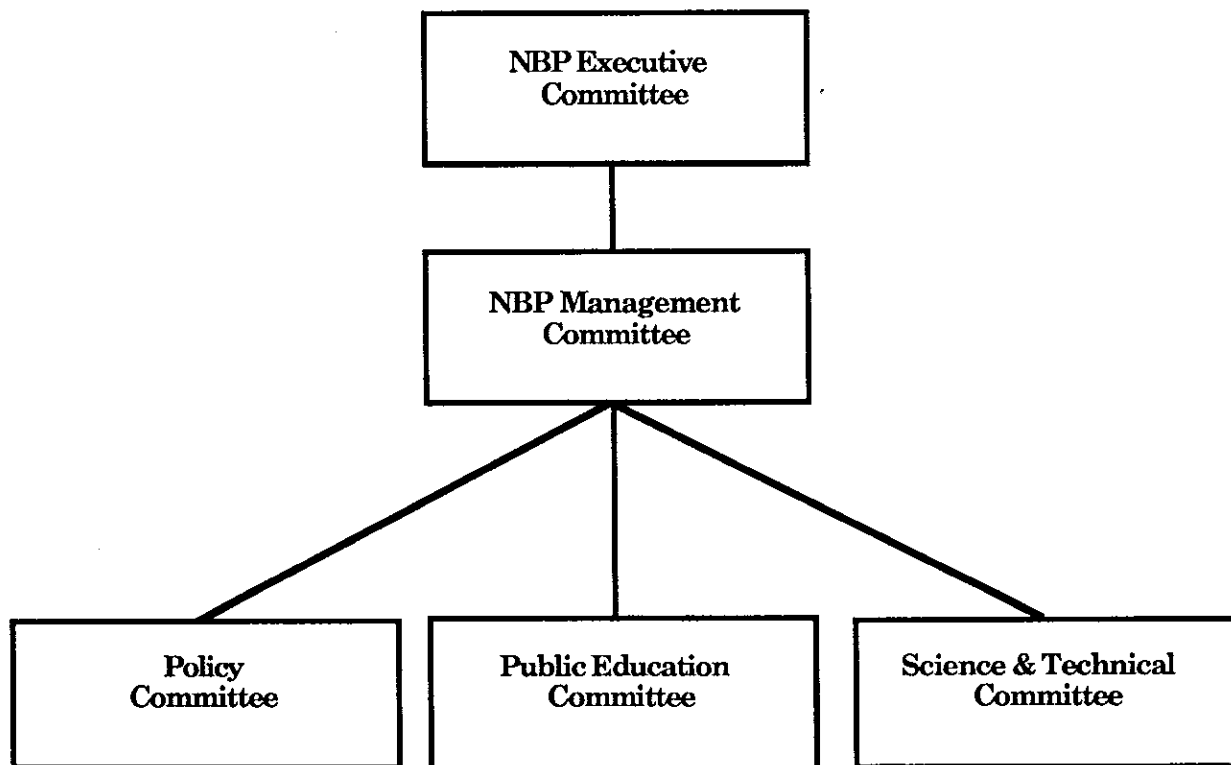 NBP Executive
Committee
NBP Management
Committee
Policy
Committee
Public Education
Committee
Science & Technical
Committee